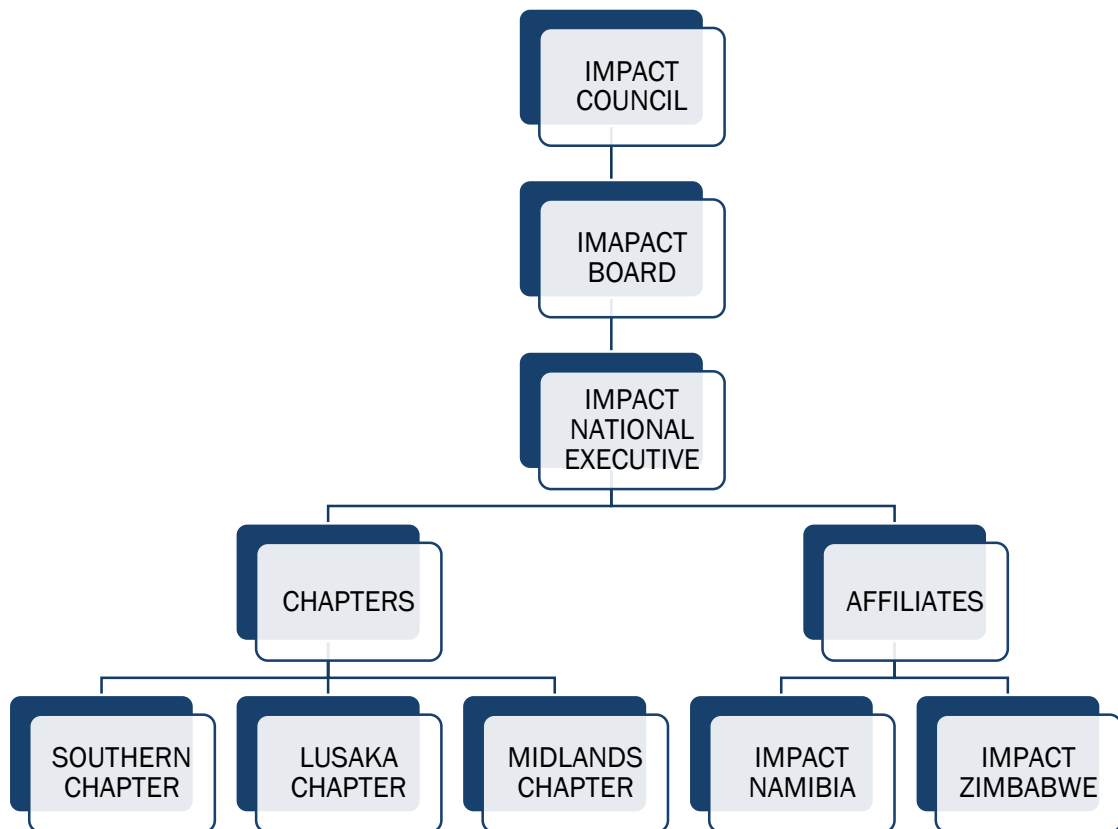 IMPACT
COUNCIL
IMAPACT
BOARD
IMPACT
NATIONAL
EXECUTIVE
CHAPTERS
AFFILIATES
SOUTHERN
CHAPTER
LUSAKA
CHAPTER
MIDLANDS
CHAPTER
IMPACT
NAMIBIA
IMPACT
ZIMBABWE